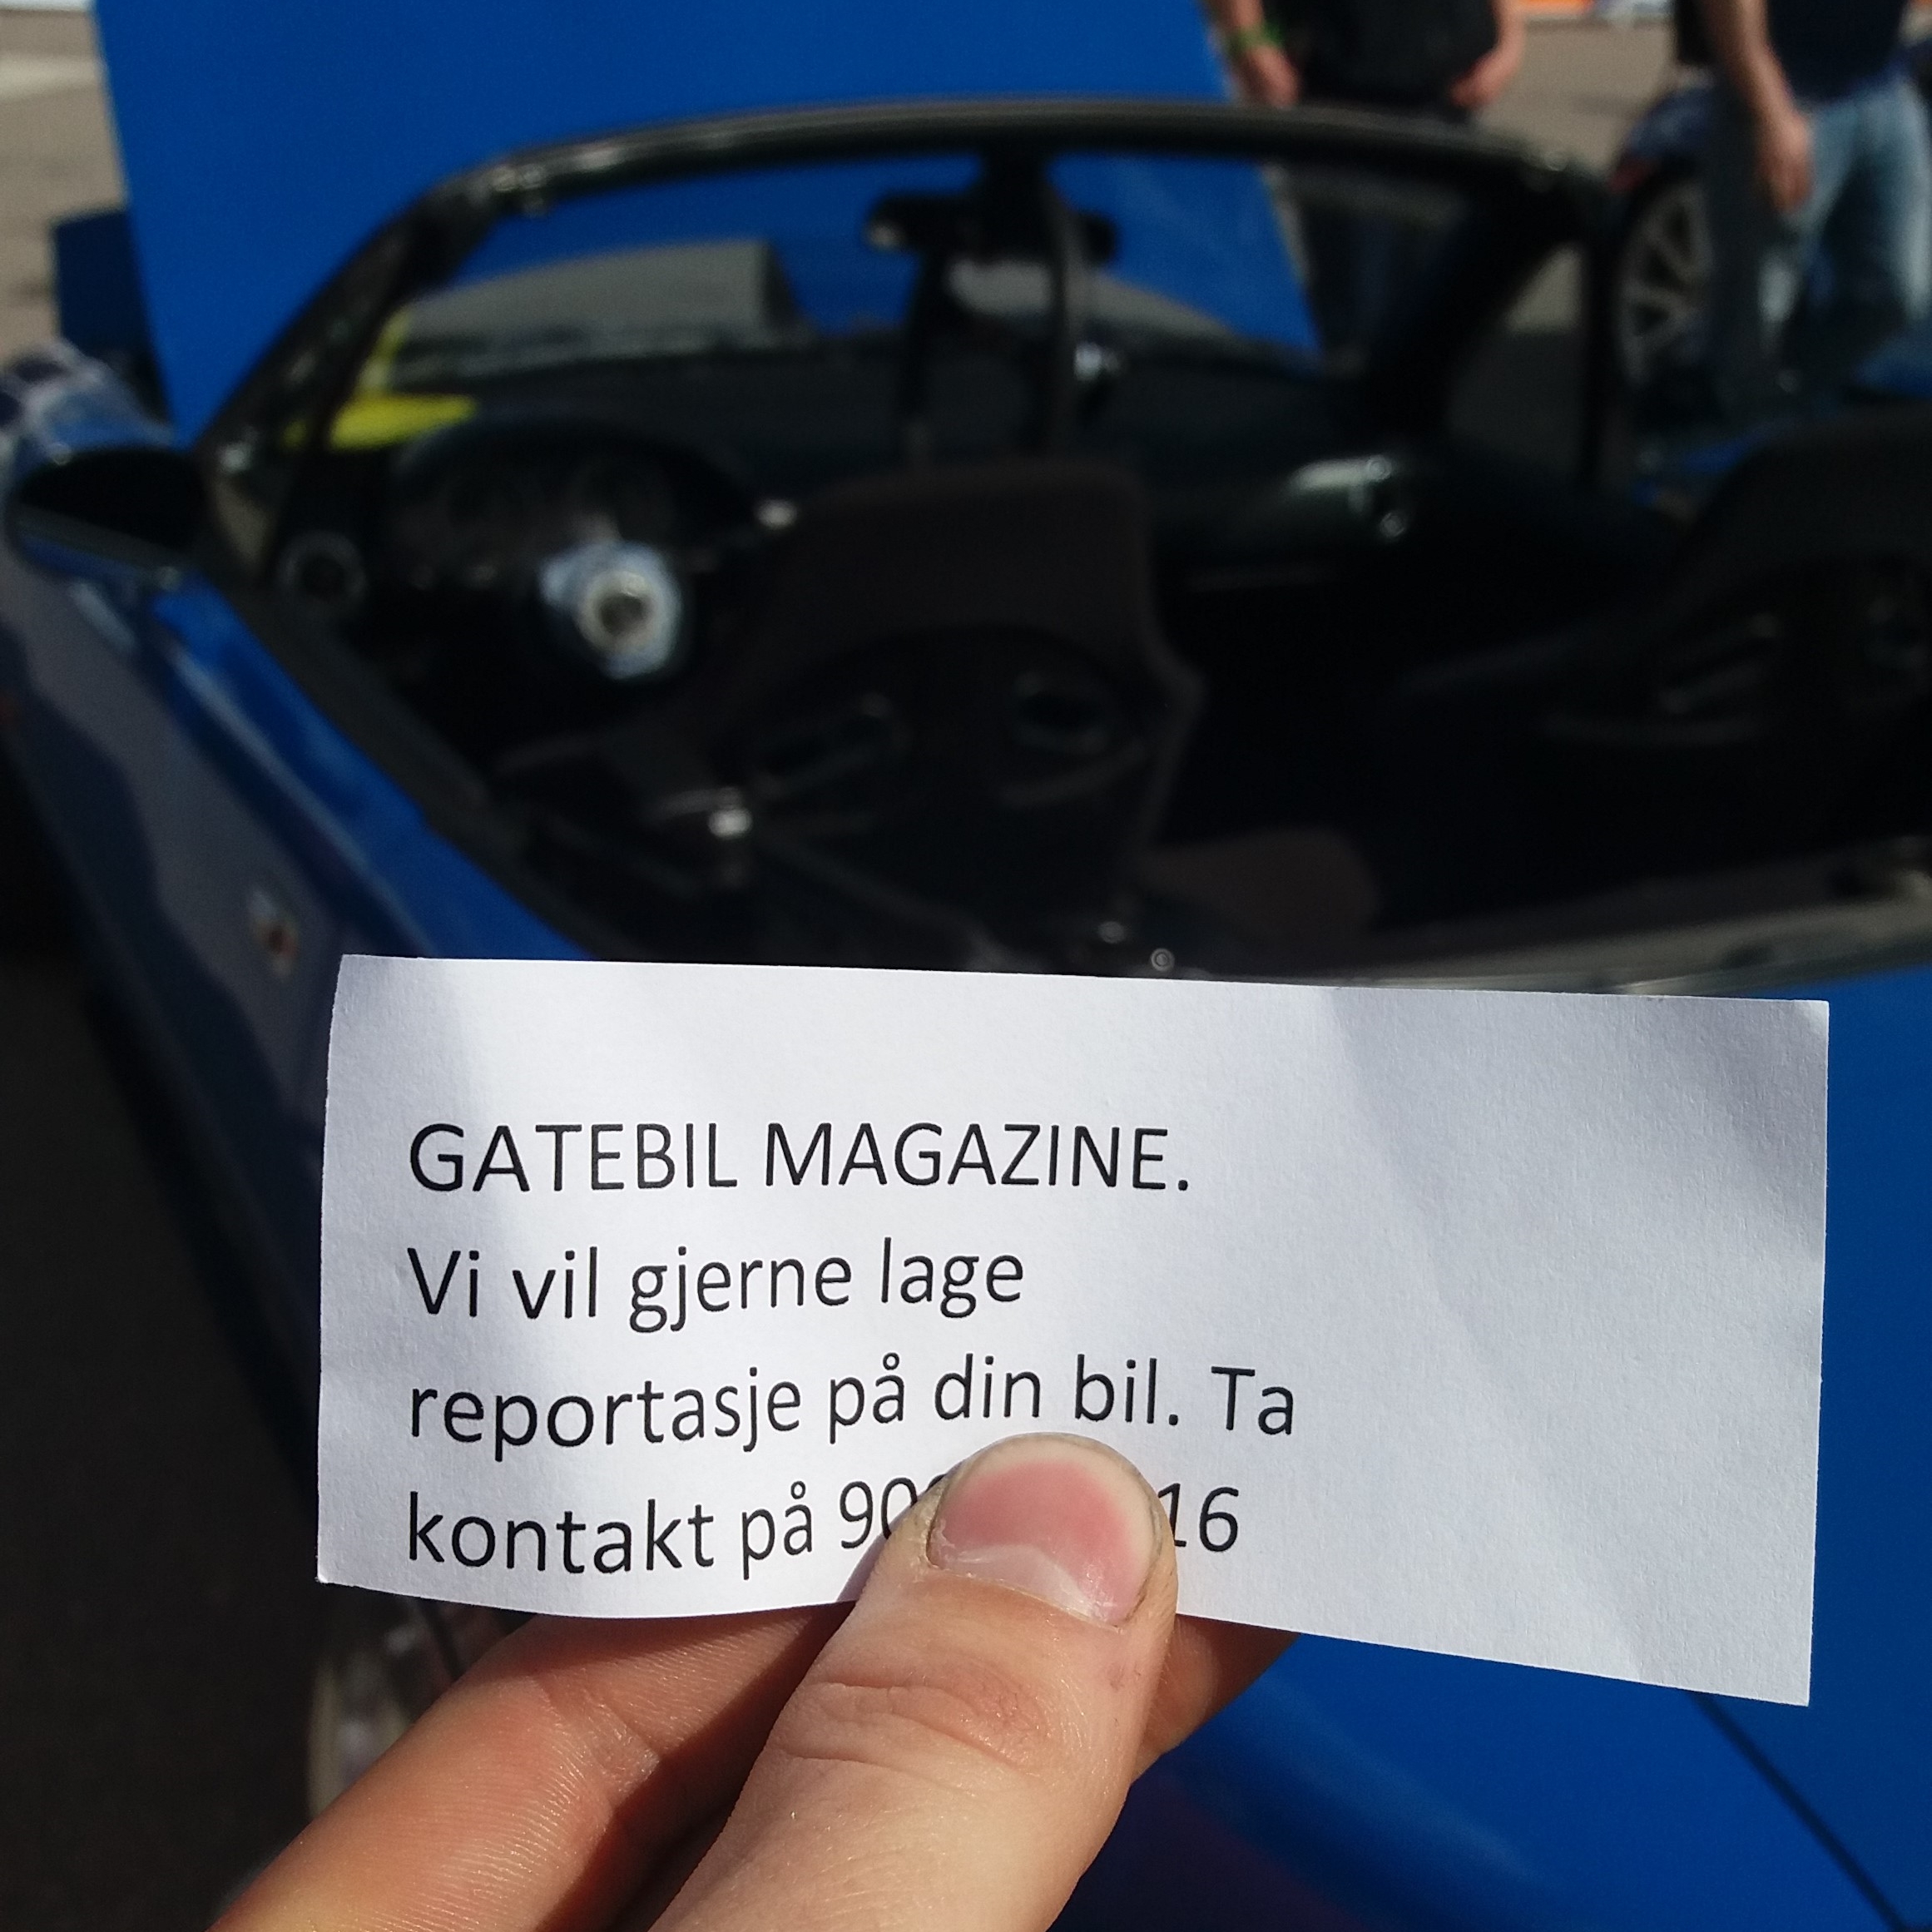 GATEBIL MAGAZINE.
Vi vil gjerne lage
reportasje på din bil. Ta
kontakt på 90 16